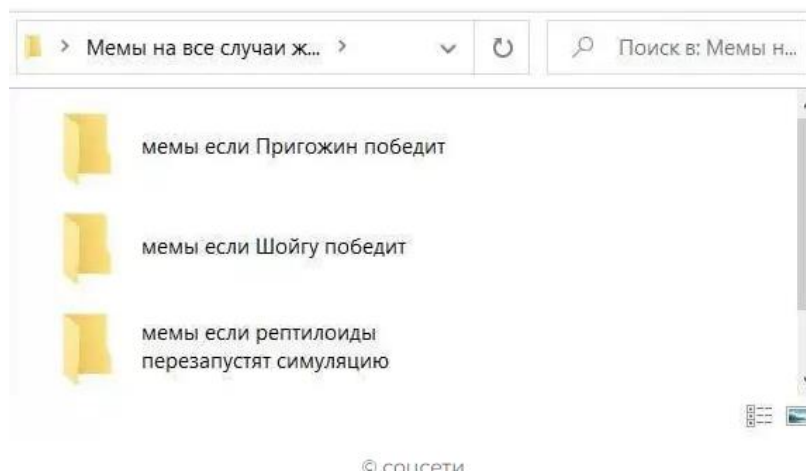 Мемы на все случаи ж...
Поиск в: Мемы н...
мемы если Пригожин победит
мемы если Шойгу победит
мемы если рептилоиды
перезапустят симуляцию
© соцсети